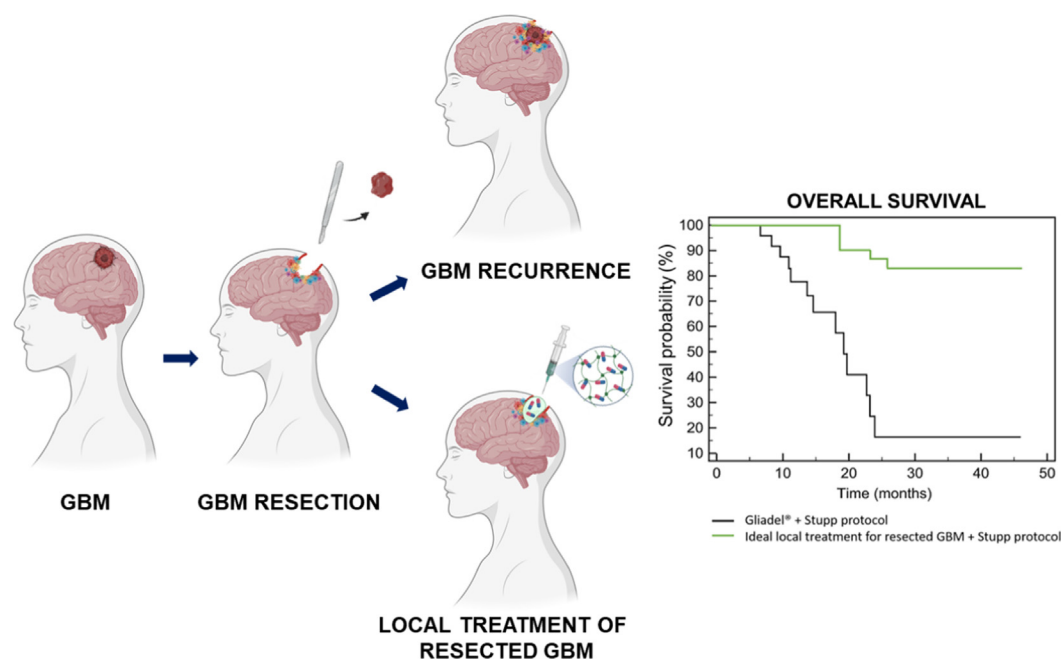 GBM
GBM RESECTION
GBM RECURRENCE
LOCAL TREATMENT OF
RESECTED GBM
OVERALL SURVIVAL
Survival probability (%)
100
90
80
70
60
50
40
30
20
10
0 10 20 30 40 50
Time (months)
Gliadel® + Stupp protocol
Ideal local treatment for resected GBM + Stupp protocol